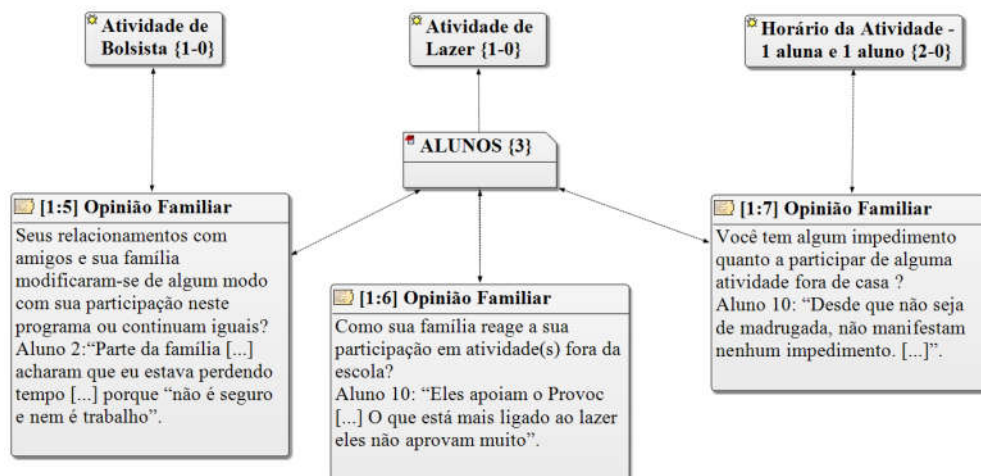 Atividade de
Bolsista {1-0}
Atividade de
Lazer {1-0}
Horário da Atividade -
1 aluna e 1 aluno {2-0}
ALUNOS {3}
[1:5] Opinião Familiar
Seus relacionamentos com
amigos e sua família
modificaram-se de algum modo
com sua participação neste
programa ou continuam iguais?
Aluno 2:“Parte da família [...]
acharam que eu estava perdendo
tempo [...] porque “não é seguro
e nem é trabalho”.
[1:6] Opinião Familiar
Como sua família reage a sua
participação em atividade(s) fora da
escola?
Aluno 10: “Eles apoiam o Provoc
[...] O que está mais ligado ao lazer
eles não aprovam muito”.
[1:7] Opinião Familiar
Você tem algum impedimento
quanto a participar de alguma
atividade fora de casa ?
Aluno 10: “Desde que não seja
de madrugada, não manifestam
nenhum impedimento. [...]”.